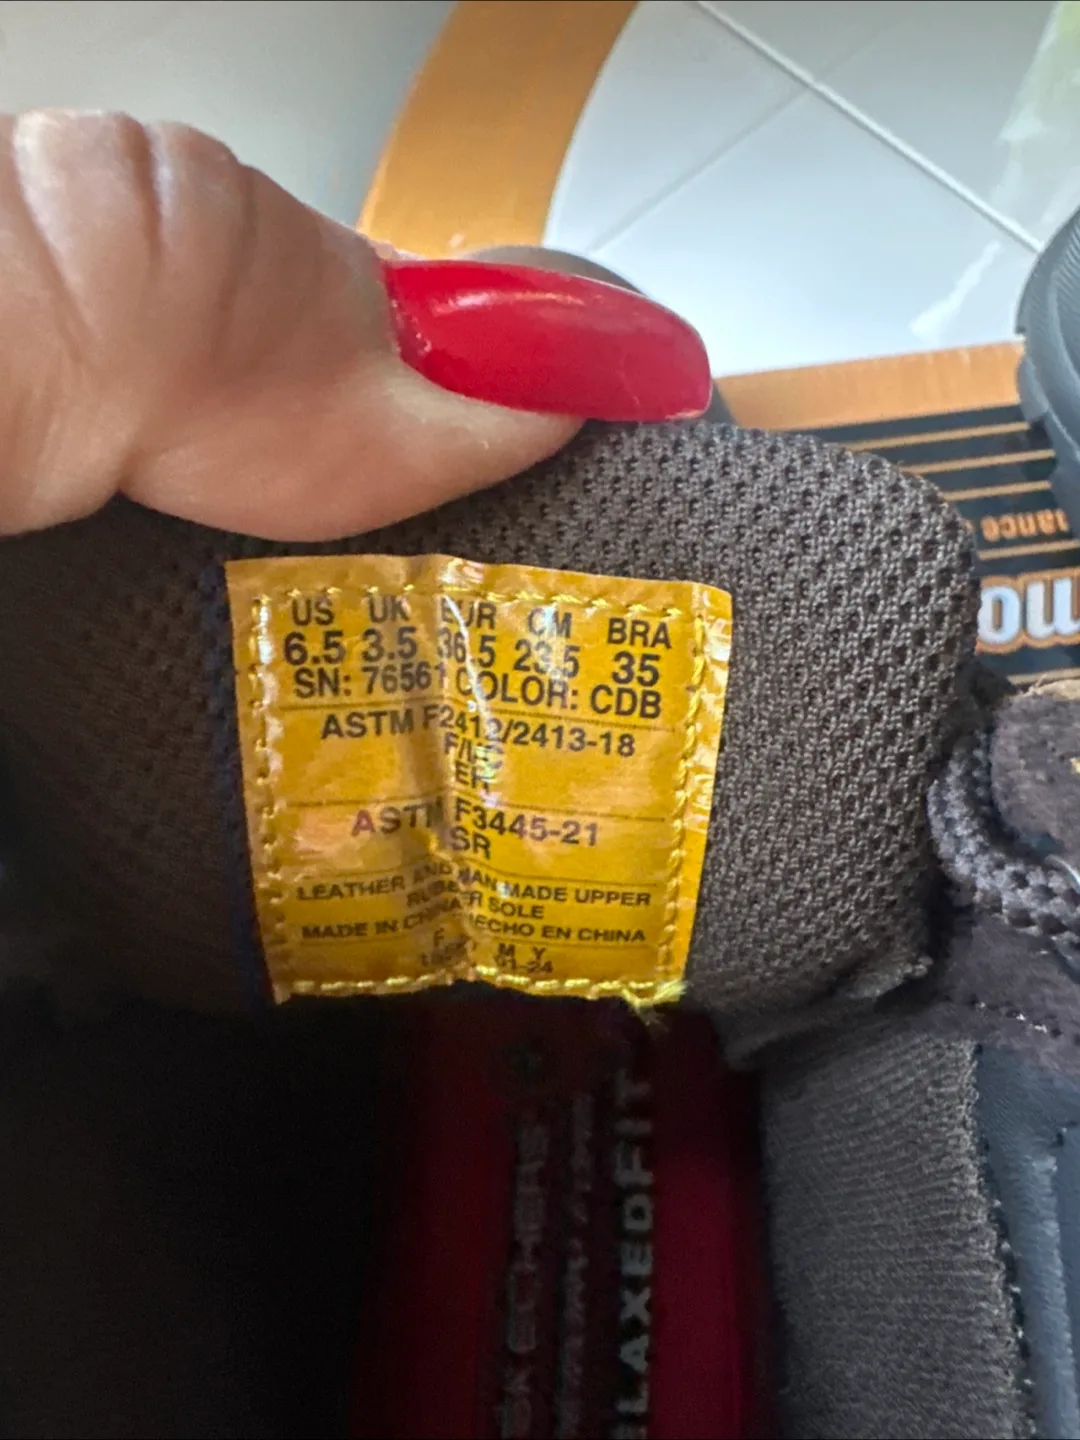 US UK EUR CM BRA
6.5 3.5 36.5 23.5 35
SN: 76561 COLOR: CDB
ASTM F2412/2413-18
EH
ASTM F3445-21
SR
LEATHER AND MAN MADE UPPER
RUBBER SOLE
MADE IN CHINA HECHO EN CHINA
F M Y
01-24
SKECHERS
RELAXED FIT